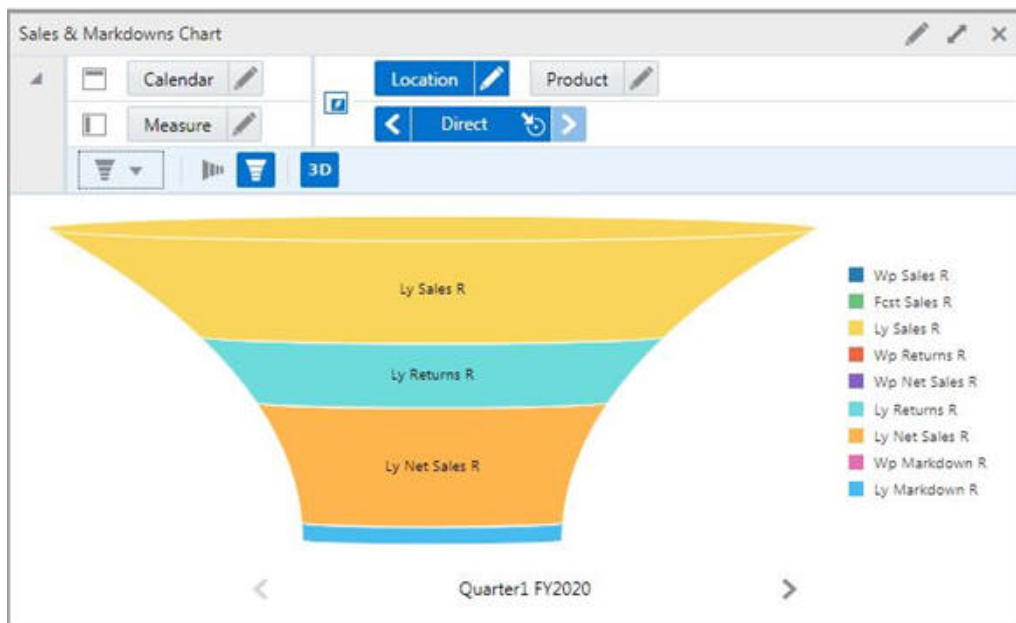 Sales & Markdowns Chart
Calendar
Location
Product
Measure
Direct
3D
Ly Sales R
Ly Returns R
Ly Net Sales R
Wp Sales R
Fcst Sales R
Ly Sales R
Wp Returns R
Wp Net Sales R
Ly Returns R
Ly Net Sales R
Wp Markdown R
Ly Markdown R
Quarter1 FY2020